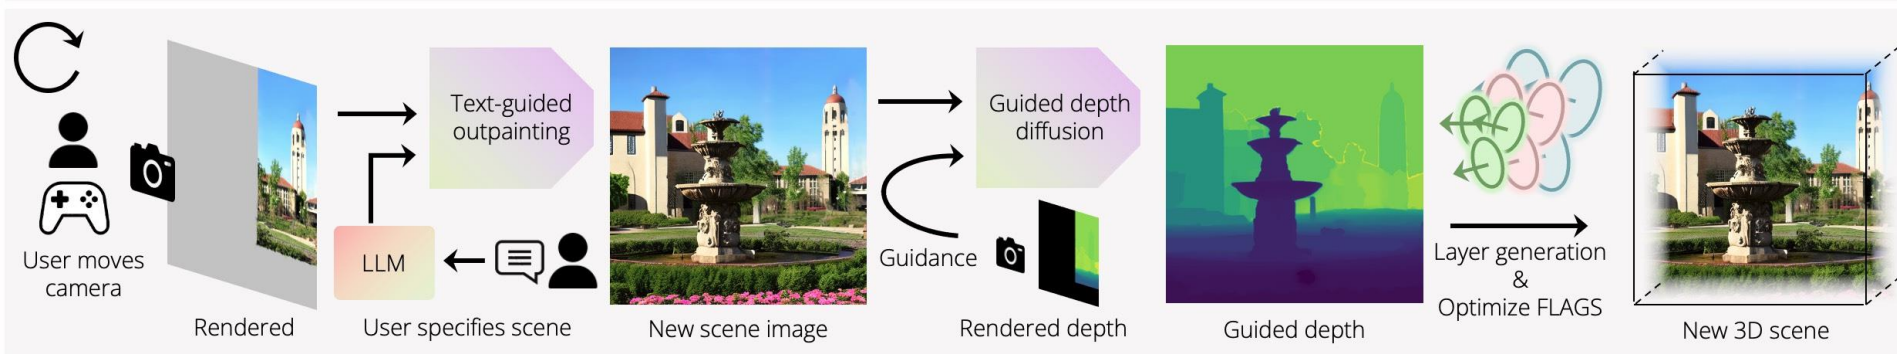 User moves
camera
Rendered
Text-guided
outpainting
LLM
User specifies scene
New scene image
Guided depth
diffusion
Guidance
Rendered depth
Guided depth
Layer generation
&
Optimize FLAGS
New 3D scene